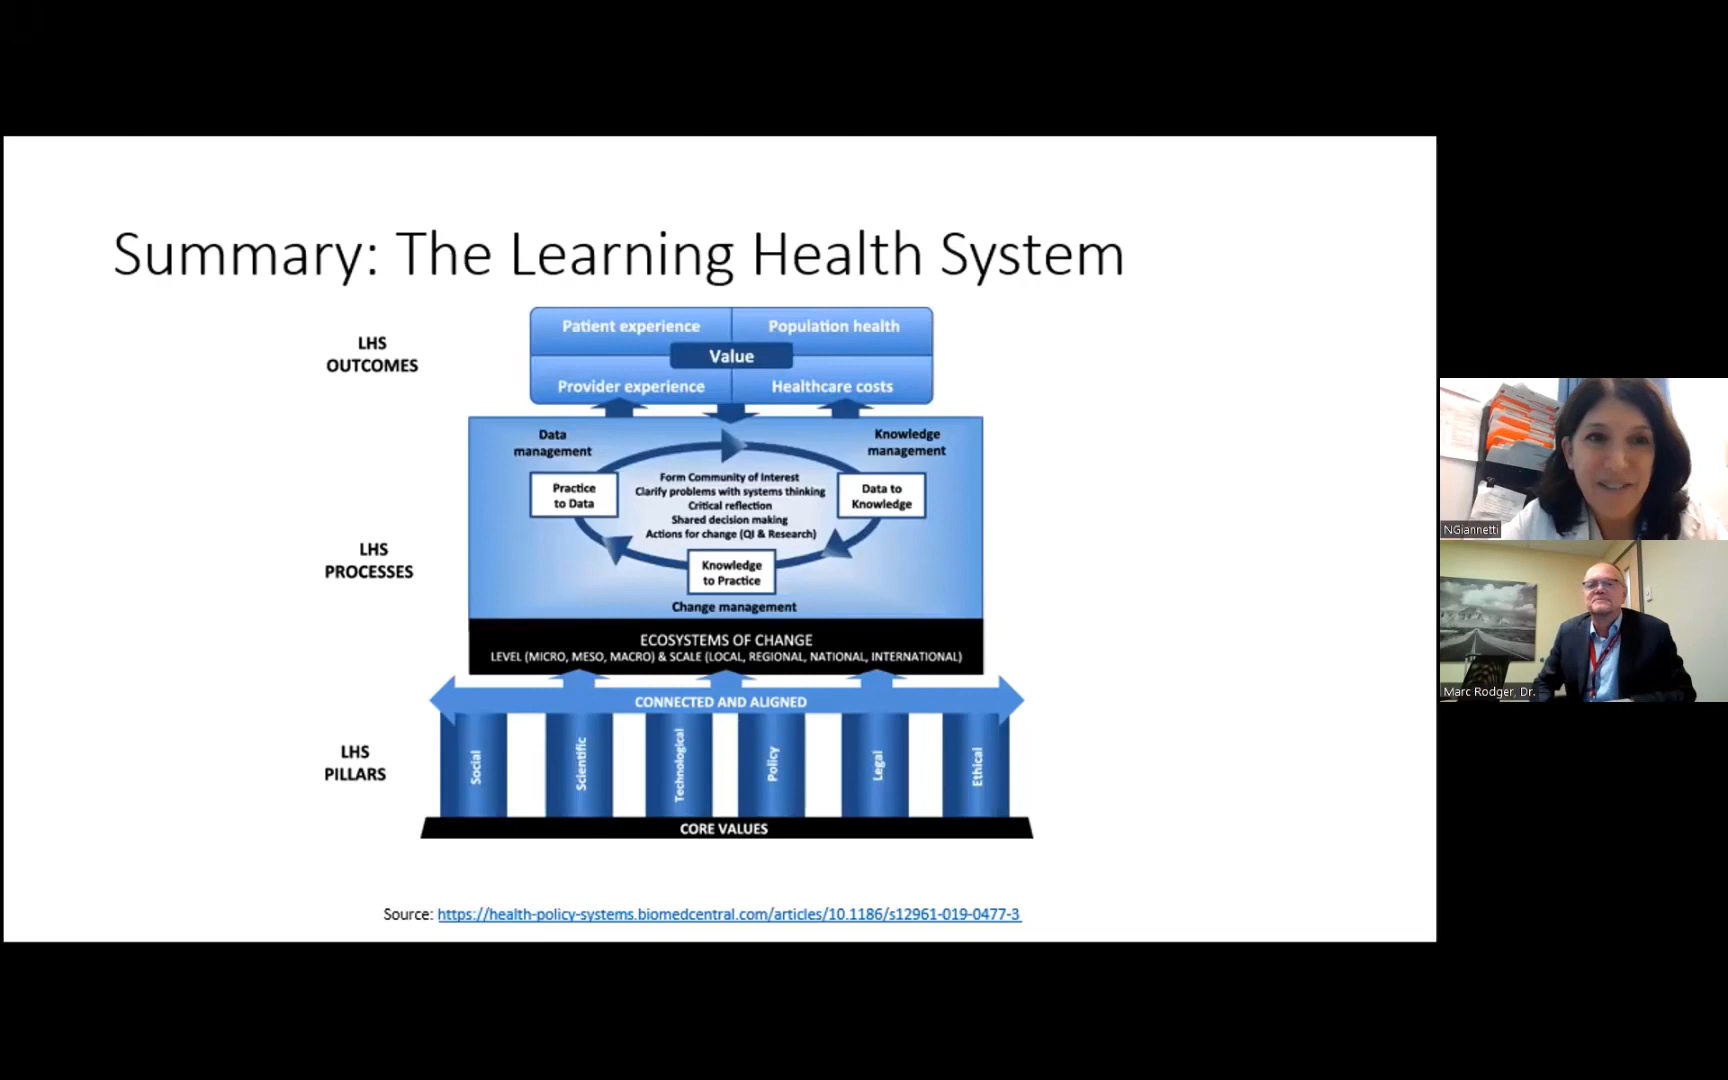 Summary: The Learning Health System
LHS
OUTCOMES
Patient experience
Population health
Value
Provider experience
Healthcare costs
LHS
PROCESSES
Data
management
Knowledge
management
Practice
to Data
Form Community of Interest
Clarify problems with systems thinking
Critical reflection
Shared decision making
Actions for change (QI & Research)
Data to
Knowledge
Knowledge
to Practice
Change management
ECOSYSTEMS OF CHANGE
LEVEL (MICRO, MESO, MACRO) & SCALE (LOCAL, REGIONAL, NATIONAL, INTERNATIONAL)
CONNECTED AND ALIGNED
LHS
PILLARS
Social
Scientific
Technological
Policy
Legal
Ethical
CORE VALUES
Source: https://health-policy-systems.biomedcentral.com/articles/10.1186/s12961-019-0477-3
NGiannetti
Marc Rodger, Dr.